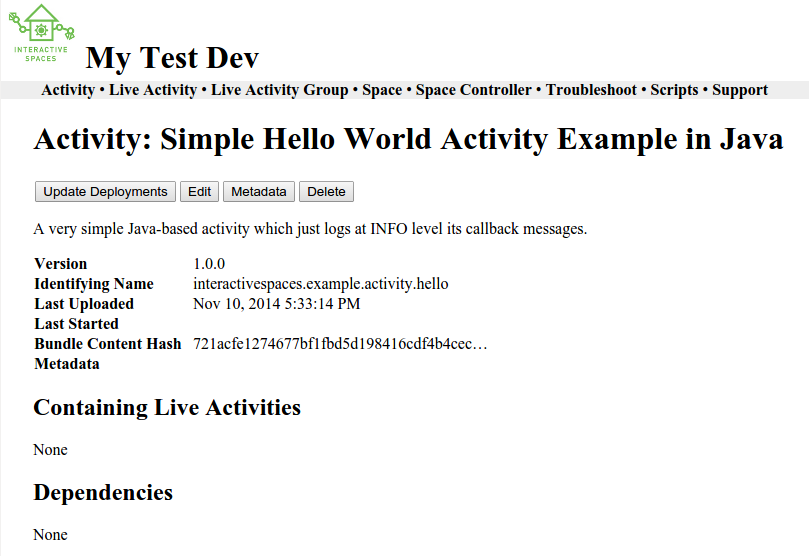 INTERACTIVE
SPACES
My Test Dev
Activity • Live Activity • Live Activity Group • Space • Space Controller • Troubleshoot • Scripts • Support
Activity: Simple Hello World Activity Example in Java
Update Deployments Edit Metadata Delete
A very simple Java-based activity which just logs at INFO level its callback messages.
Version 1.0.0
Identifying Name interactivespaces.example.activity.hello
Last Uploaded Nov 10, 2014 5:33:14 PM
Last Started
Bundle Content Hash 721acfe1274677bf1fbd5d198416cdf4b4cec…
Metadata
Containing Live Activities
None
Dependencies
None